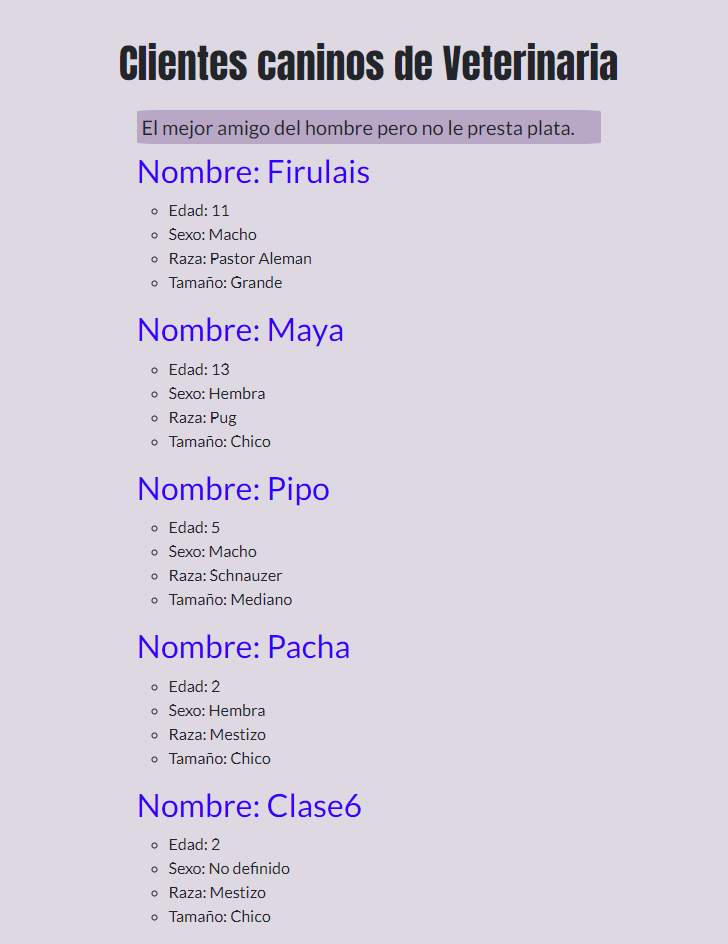 Clientes caninos de Veterinaria
El mejor amigo del hombre pero no le presta plata.
Nombre: Firulais
Edad: 11
Sexo: Macho
Raza: Pastor Aleman
Tamaño: Grande
Nombre: Maya
Edad: 13
Sexo: Hembra
Raza: Pug
Tamaño: Chico
Nombre: Pipo
Edad: 5
Sexo: Macho
Raza: Schnauzer
Tamaño: Mediano
Nombre: Pacha
Edad: 2
Sexo: Hembra
Raza: Mestizo
Tamaño: Chico
Nombre: Clase6
Edad: 2
Sexo: No definido
Raza: Mestizo
Tamaño: Chico